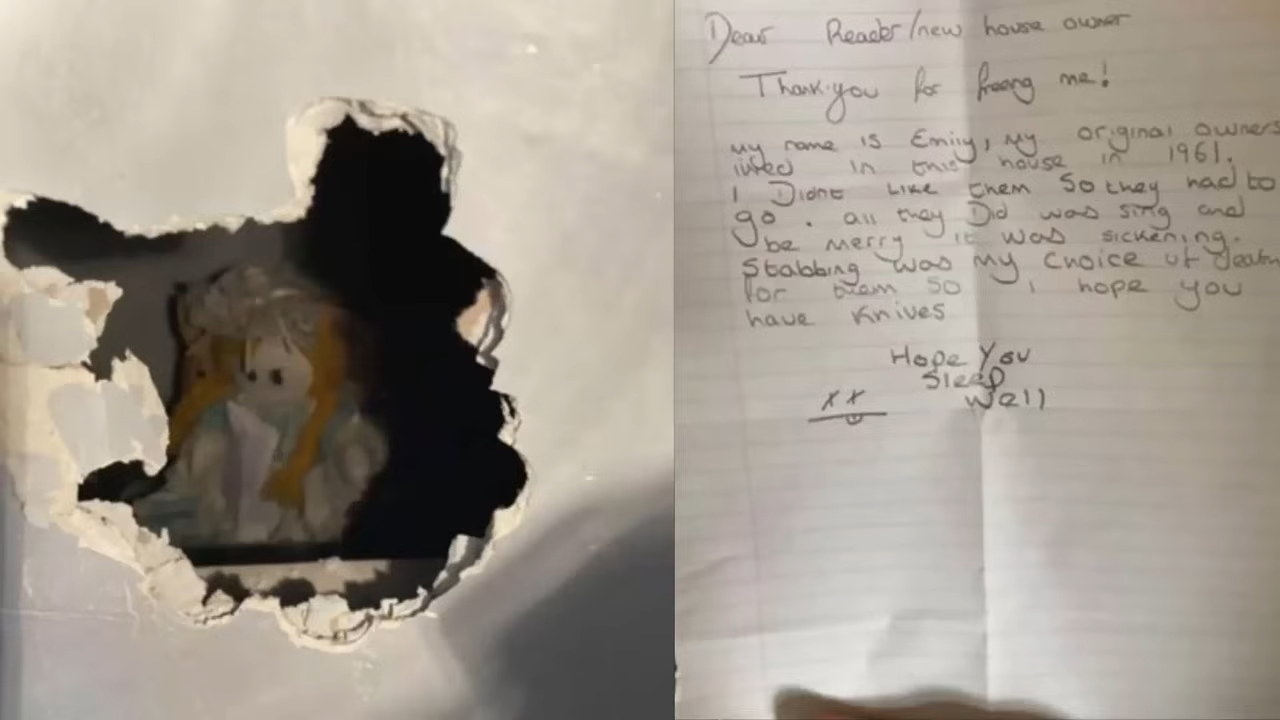 Dear Reader/new house owner
Thankyou for freeing me!
my name is Emily, my original owners
lived in this house in 1961.
I Didnt Like them So they had to
go. all they Did was sing and
be merry it was sickening.
Stabbing was my choice of death
for them so i hope you
have Knives
Hope You
Sleep
Well
xx